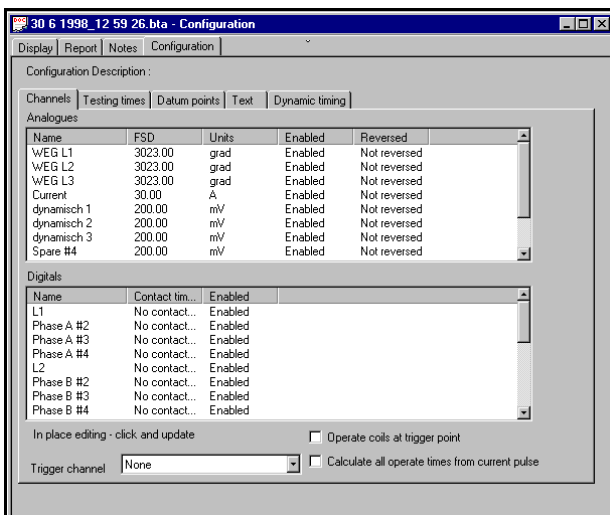 30 6 1998_12 59 26.bta - Configuration
Display Report Notes Configuration
Configuration Description :
Channels Testing times Datum points Text Dynamic timing
Analogues
Name FSD Units Enabled Reversed
WEG L1 3023.00 grad Enabled Not reversed
WEG L2 3023.00 grad Enabled Not reversed
WEG L3 3023.00 grad Enabled Not reversed
Current 30.00 A Enabled Not reversed
dynamisch 1 200.00 mV Enabled Not reversed
dynamisch 2 200.00 mV Enabled Not reversed
dynamisch 3 200.00 mV Enabled Not reversed
Spare #4 200.00 mV Enabled Not reversed
Digitals
Name Contact tim... Enabled
L1 No contact... Enabled
Phase A #2 No contact... Enabled
Phase A #3 No contact... Enabled
Phase A #4 No contact... Enabled
L2 No contact... Enabled
Phase B #2 No contact... Enabled
Phase B #3 No contact... Enabled
Phase B #4 No contact... Enabled
In place editing - click and update
Operate coils at trigger point
Trigger channel None
Calculate all operate times from current pulse